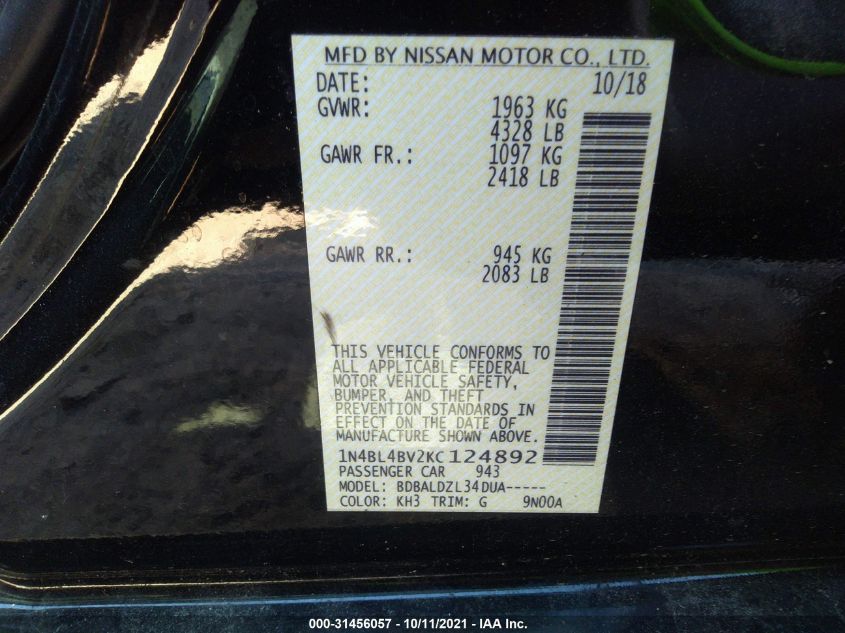 MFD BY NISSAN MOTOR CO., LTD.
DATE: 10/18
GVWR: 1963 KG
4328 LB
GAWR FR.: 1097 KG
2418 LB
GAWR RR.: 945 KG
2083 LB
THIS VEHICLE CONFORMS TO
ALL APPLICABLE FEDERAL
MOTOR VEHICLE SAFETY,
BUMPER, AND THEFT
PREVENTION STANDARDS IN
EFFECT ON THE DATE OF
MANUFACTURE SHOWN ABOVE.
1N4BL4BV2KC124892
PASSENGER CAR 943
MODEL: BDBALDZL34DUA-----
COLOR: KH3 TRIM: G 9N00A
000-31456057 - 10/11/2021 - IAA Inc.